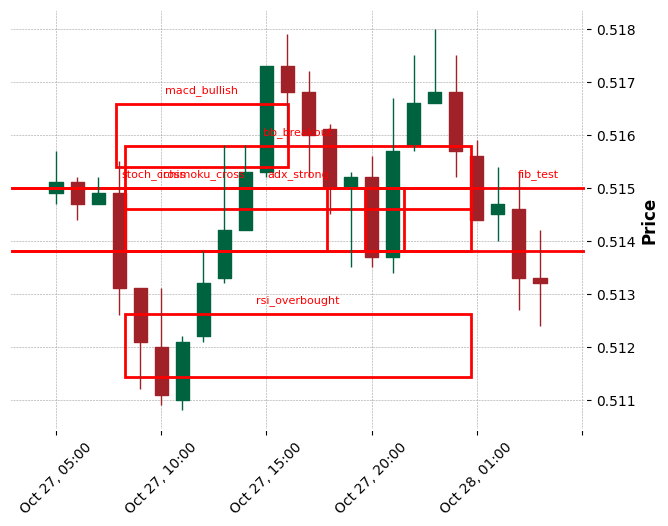 0.518
macd_bullish
0.517
0.516
stoch_cross
adx_strong
fib_test
0.515
Price
0.514
rsi_overbought
0.513
0.512
0.511
Oct 27, 05:00
Oct 27, 10:00
Oct 27, 15:00
Oct 27, 20:00
Oct 28, 01:00